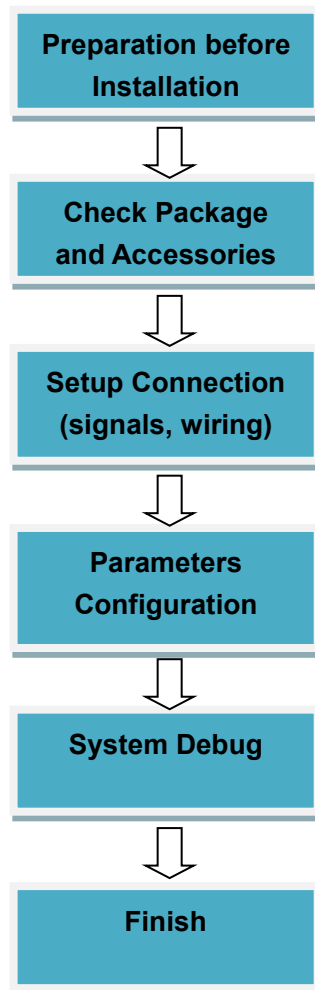 Preparation before
Installation
Check Package
and Accessories
Setup Connection
(signals, wiring)
Parameters
Configuration
System Debug
Finish